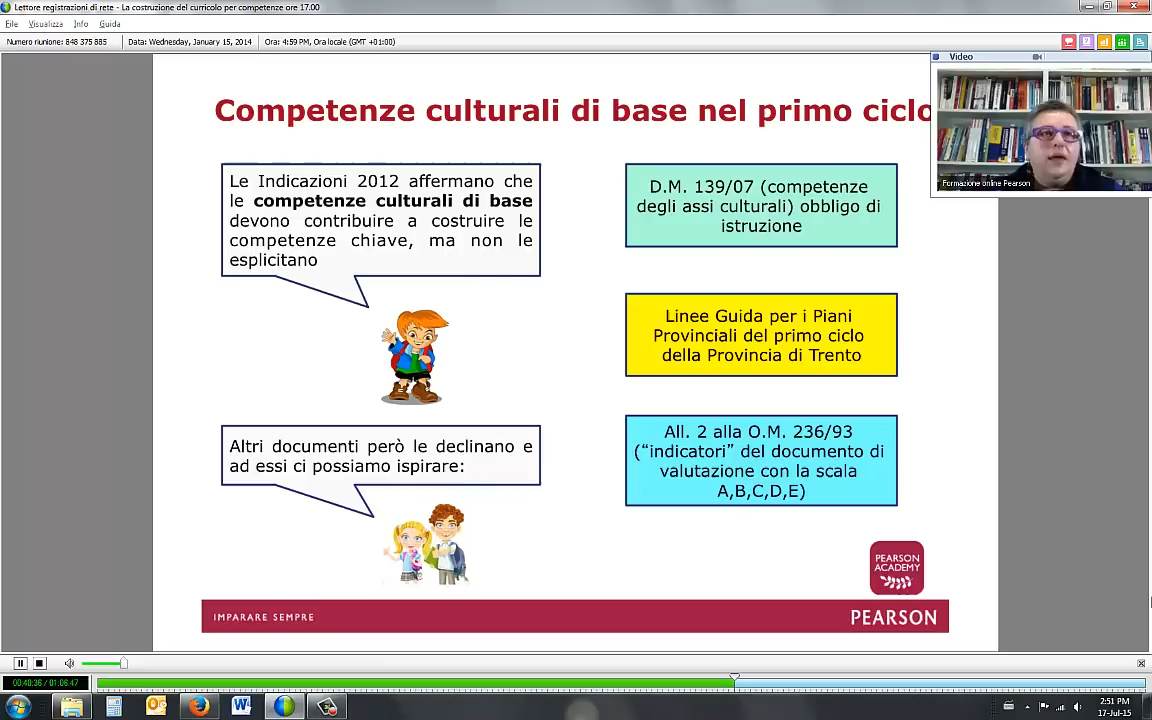 Lettore registrazioni di rete - La costruzione del curricolo per competenze ore 17.00
File Visualizza Info Guida
Numero riunione: 848 375 885 Data: Wednesday, January 15, 2014 Ora: 4:59 PM, Ora locale (GMT +01:00)
Video
Formazione online Pearson
Competenze culturali di base nel primo ciclo
Le Indicazioni 2012 affermano che
le competenze culturali di base
devono contribuire a costruire le
competenze chiave, ma non le
esplicitano
D.M. 139/07 (competenze
degli assi culturali) obbligo di
istruzione
Linee Guida per i Piani
Provinciali del primo ciclo
della Provincia di Trento
Altri documenti però le declinano e
ad essi ci possiamo ispirare:
All. 2 alla O.M. 236/93
(“indicatori” del documento di
valutazione con la scala
A,B,C,D,E)
PEARSON
ACADEMY
IMPARARE SEMPRE
PEARSON
00:40:36 / 01:06:47
2:51 PM
17-Jul-15